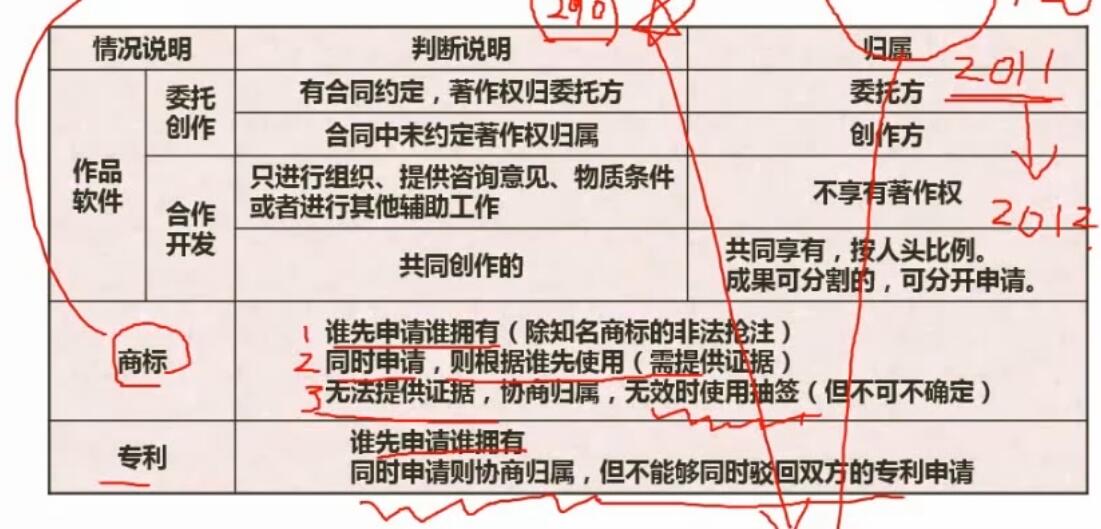 290
情况说明 判断说明 归属
2011
作品软件 委托创作 有合同约定，著作权归委托方 委托方
合同中未约定著作权归属 创作方
合作开发 只进行组织、提供咨询意见、物质条件
或者进行其他辅助工作 不享有著作权
2012
共同创作的 共同享有，按人头比例。
成果可分割的，可分开申请。
商标 1 谁先申请谁拥有（除知名商标的非法抢注）
2 同时申请，则根据谁先使用（需提供证据）
3 无法提供证据，协商归属，无效时使用抽签（但不可不确定）
专利 谁先申请谁拥有
同时申请则协商归属，但不能够同时驳回双方的专利申请